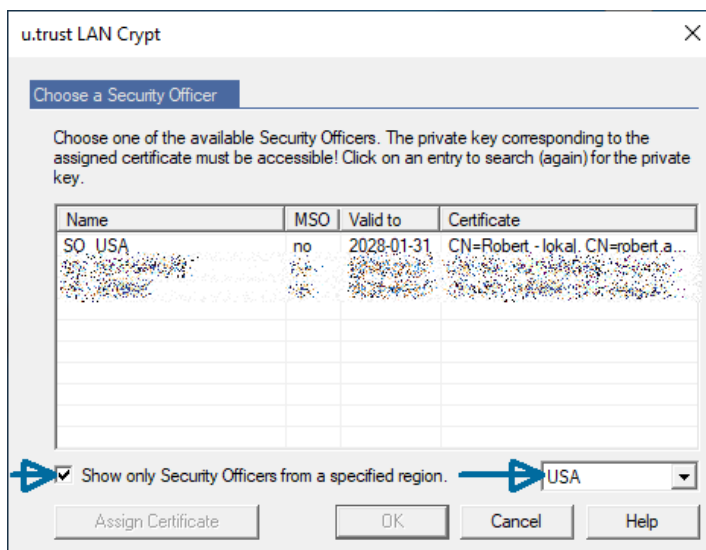 u.trust LAN Crypt
Choose a Security Officer
Choose one of the available Security Officers. The private key corresponding to the
assigned certificate must be accessible! Click on an entry to search (again) for the private
key.
Name MSO Valid to Certificate
SO_USA no 2028-01-31 CN=Robert - lokal, CN=robert.a...
Show only Security Officers from a specified region. USA
Assign Certificate OK Cancel Help